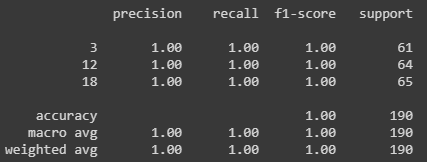 precision recall f1-score support
3 1.00 1.00 1.00 61
12 1.00 1.00 1.00 64
18 1.00 1.00 1.00 65
accuracy 1.00 190
macro avg 1.00 1.00 1.00 190
weighted avg 1.00 1.00 1.00 190